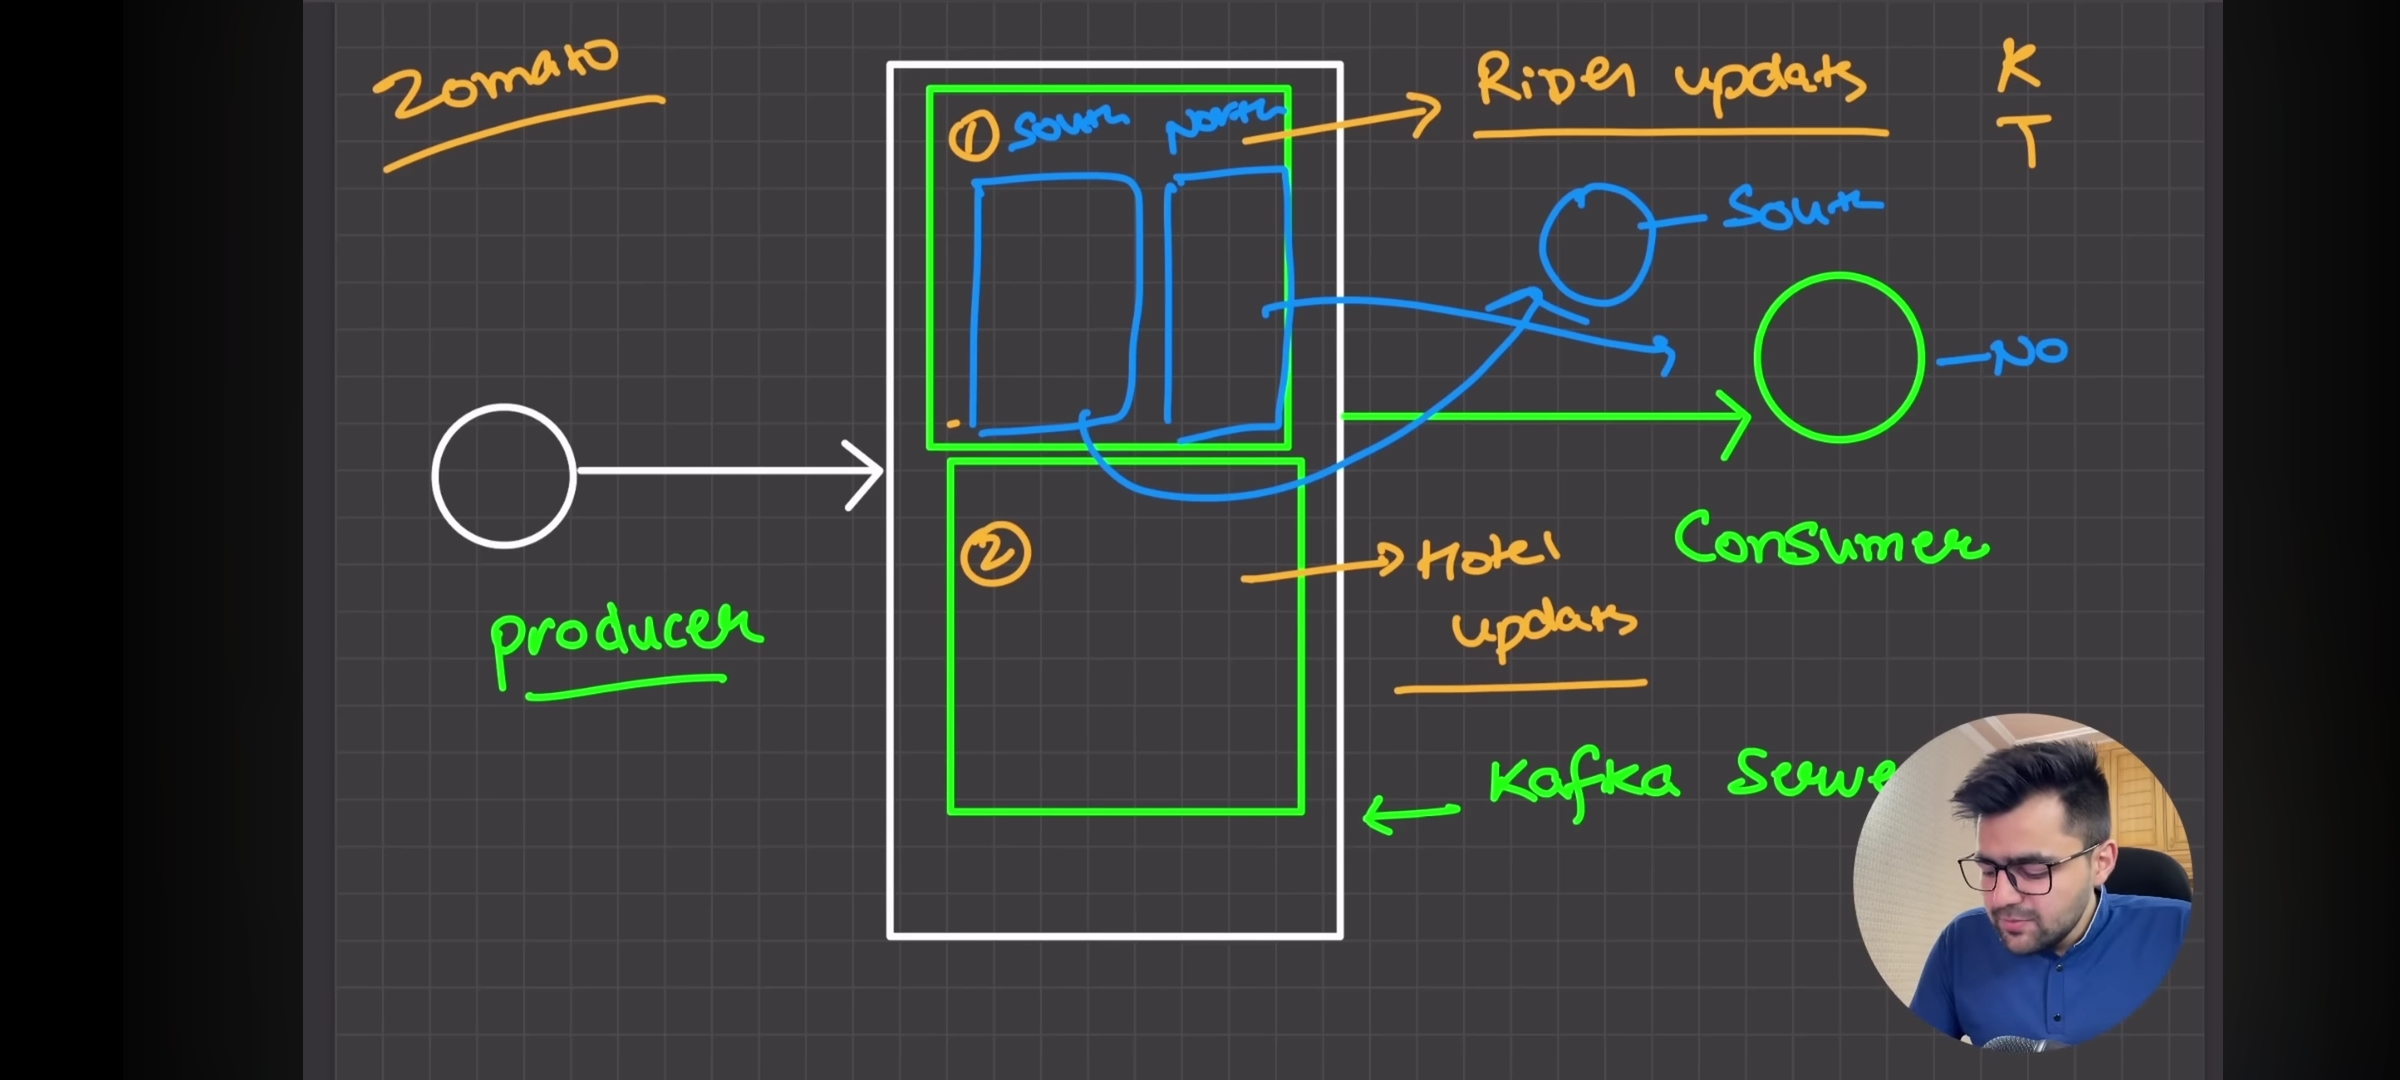 Zomato
① South North
Rider updats
K
T
South
NO
②
Hotel
updats
Consumer
producer
Kafka Serve